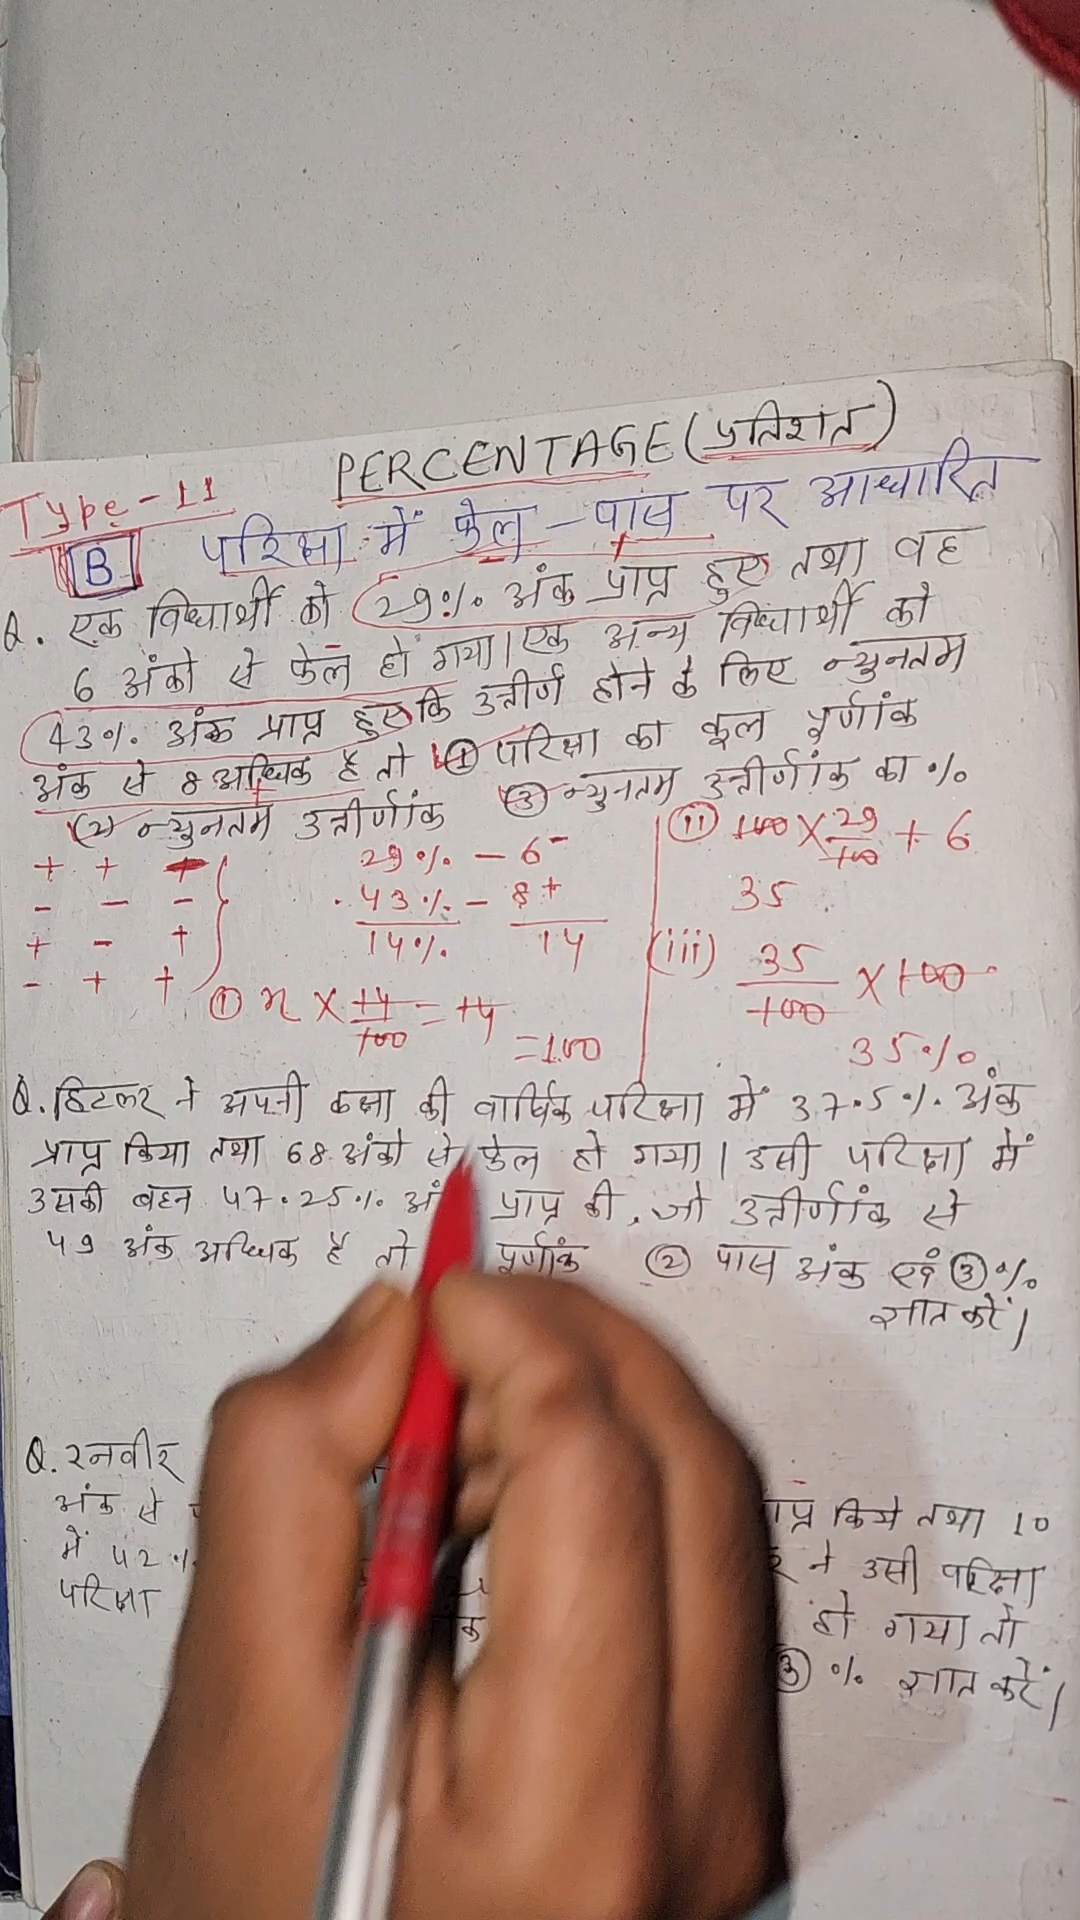 PERCENTAGE (प्रतिशत)
Type-11
B परिक्षा में फेल-पास पर आधारित
Q. एक विधार्थी को 29% अंक प्राप्त हुए तथा वह
6 अंको से फेल हो गया। एक अन्य विधार्थी को
43% अंक प्राप्त हुए कि उत्तीर्ण होने के लिए न्युनतम
अंक से 8 अधिक है तो ① परिक्षा का कुल पूर्णांक
(2) न्युनतम उत्तीर्णांक ③ न्युनतम उत्तीर्णांक का %
+ + +
- - -
+ - +
- + +
29% - 6-
43% - 8+
14% 14
① x × 14/100 = 14
= 100
(ii) 100 × 29/100 + 6
35
(iii) 35/100 × 100
35%
Q. हिटलर ने अपनी कक्षा की वार्षिक परिक्षा में 37.5% अंक
प्राप्त किया तथा 68 अंको से फेल हो गया। उसी परिक्षा में
उसकी बहन 47.25% प्राप्त की, जो उत्तीर्णांक से
49 अंक अधिक है तो पूर्णांक ② पास अंक एवं ③ %
ज्ञात करें।
Q. रनवीर
अंक से किये तथा 10
में 42% ने उसी परिक्षा
परिक्षा हो गया तो
③ % ज्ञात करें।